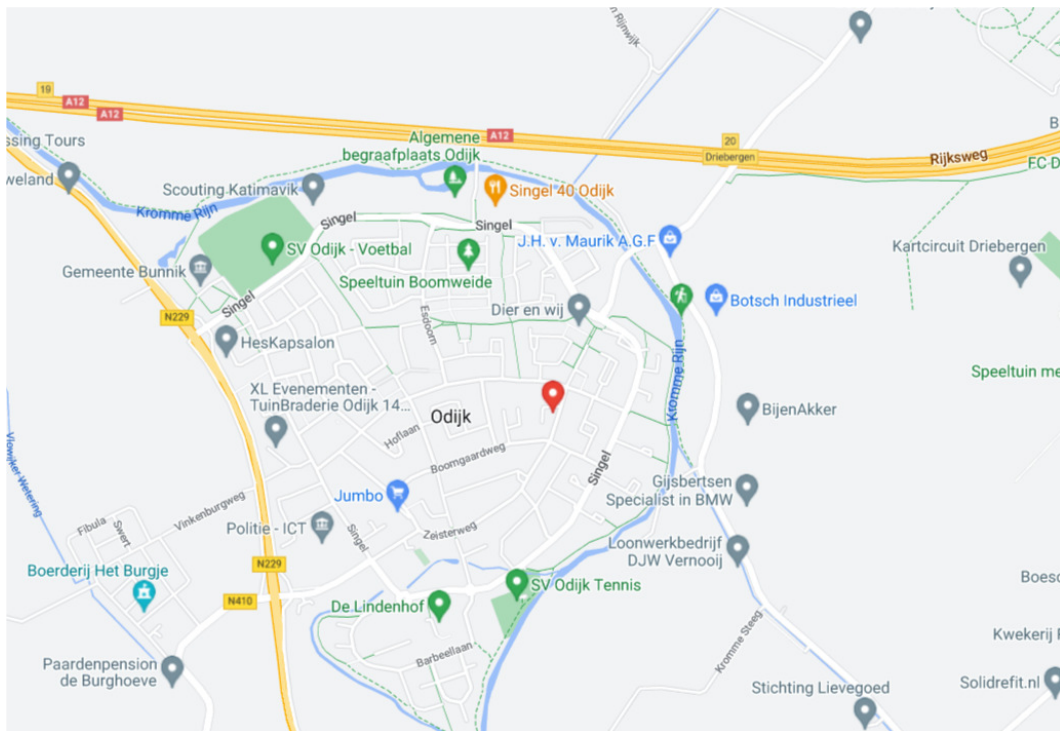 n Rijnwijk
19
A12
A12
A12
20
Driebergen
Rijksweg
B
FC D
ssing Tours
weland
Algemene
begraafplaats Odijk
Scouting Katimavik
Singel 40 Odijk
Kromme Rijn
Singel
Singel
J.H. v. Maurik A.G.F
Kartcircuit Driebergen
SV Odijk - Voetbal
Gemeente Bunnik
Speeltuin Boomweide
Singel
Botsch Industrieel
Dier en wij
N229
Esdoorn
HesKapsalon
Kromme Rijn
Speeltuin me
XL Evenementen -
TuinBraderie Odijk 14...
Odijk
BijenAkker
Hoflaan
Boomgaardweg
Singel
Vlowijker Wetering
Jumbo
Gijsbertsen
Specialist in BMW
Vinkenburgweg
Fibula
Swert
Politie - ICT
Singel
Zeisterweg
Loonwerkbedrijf
DJW Vernooij
N229
Boerderij Het Burgje
SV Odijk Tennis
Boesc
N410
De Lindenhof
Kromme Steeg
Kwekerij
Barbeellaan
Paardenpension
de Burghoeve
Stichting Lievegoed
Solidrefit.nl